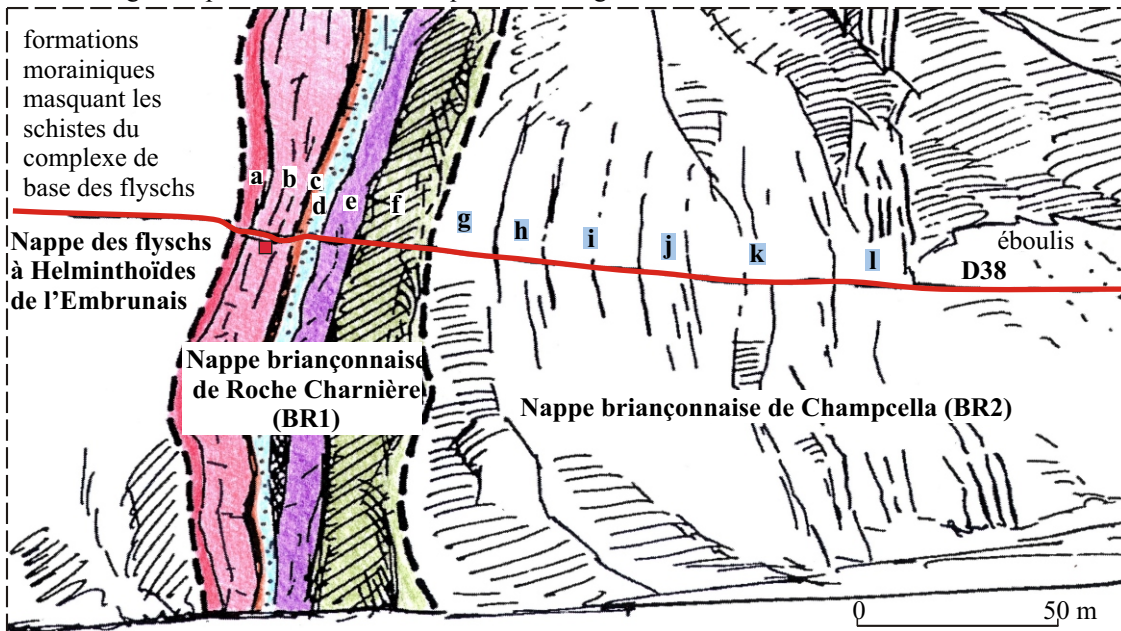 formations
morainiques
masquant les
schistes du
complexe de
base des flyschs
a
b
c
d
e
f
g
h
i
j
k
l
éboulis
D38
Nappe des flyschs
à Helminthoïdes
de l'Embrunais
Nappe briançonnaise
de Roche Charnière
(BR1)
Nappe briançonnaise de Champcella (BR2)
0
50 m